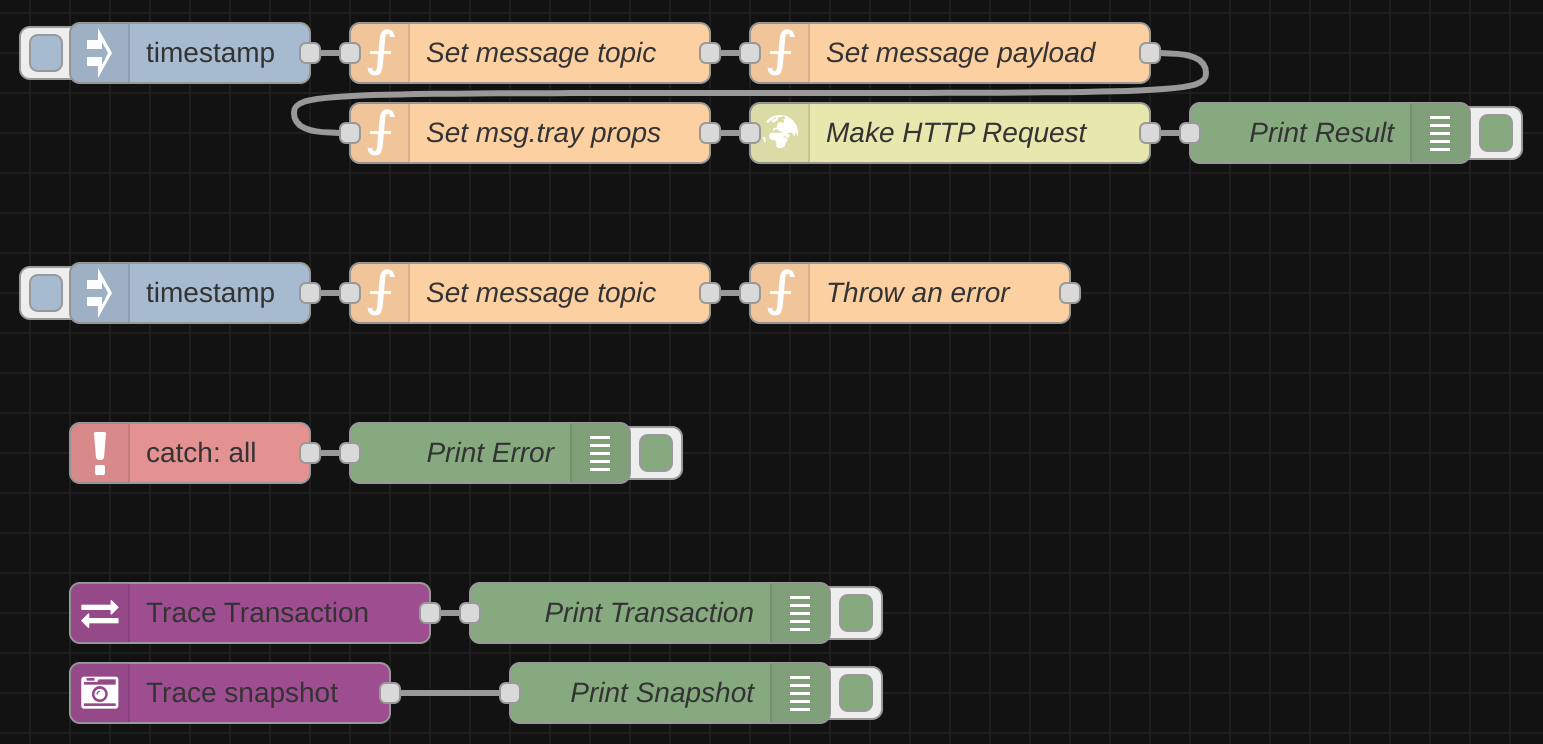 timestamp
Set message topic
Set message payload
Set msg.tray props
Make HTTP Request
Print Result
timestamp
Set message topic
Throw an error
catch: all
Print Error
Trace Transaction
Print Transaction
Trace snapshot
Print Snapshot